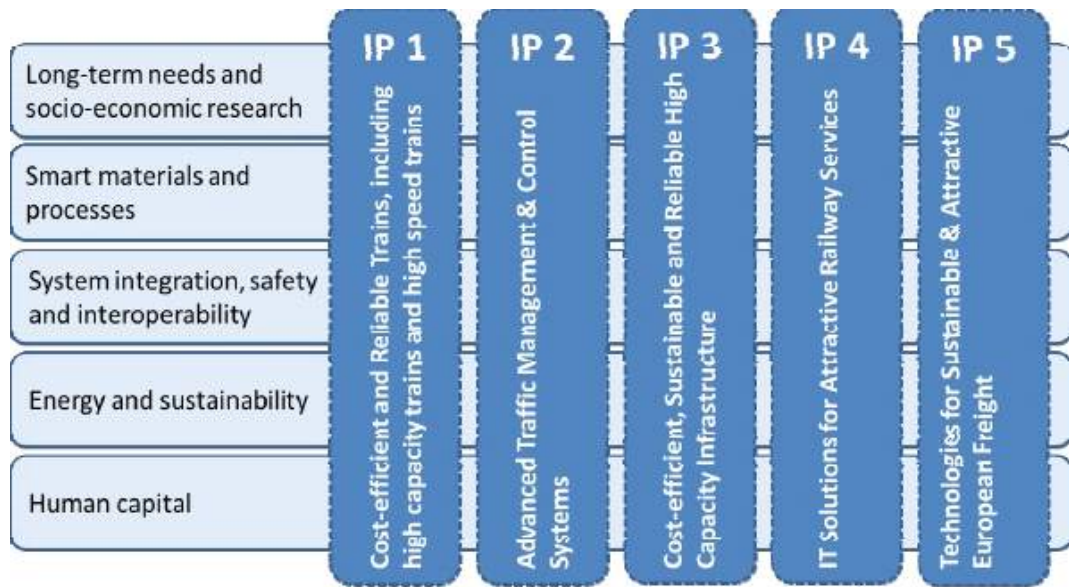 Long-term needs and
socio-economic research
Smart materials and
processes
System integration, safety
and interoperability
Energy and sustainability
Human capital
IP 1
Cost-efficient and Reliable Trains, including
high capacity trains and high speed trains
IP 2
Advanced Traffic Management & Control
Systems
IP 3
Cost-efficient, Sustainable and Reliable High
Capacity Infrastructure
IP 4
IT Solutions for Attractive Railway Services
IP 5
Technologies for Sustainable & Attractive
European Freight